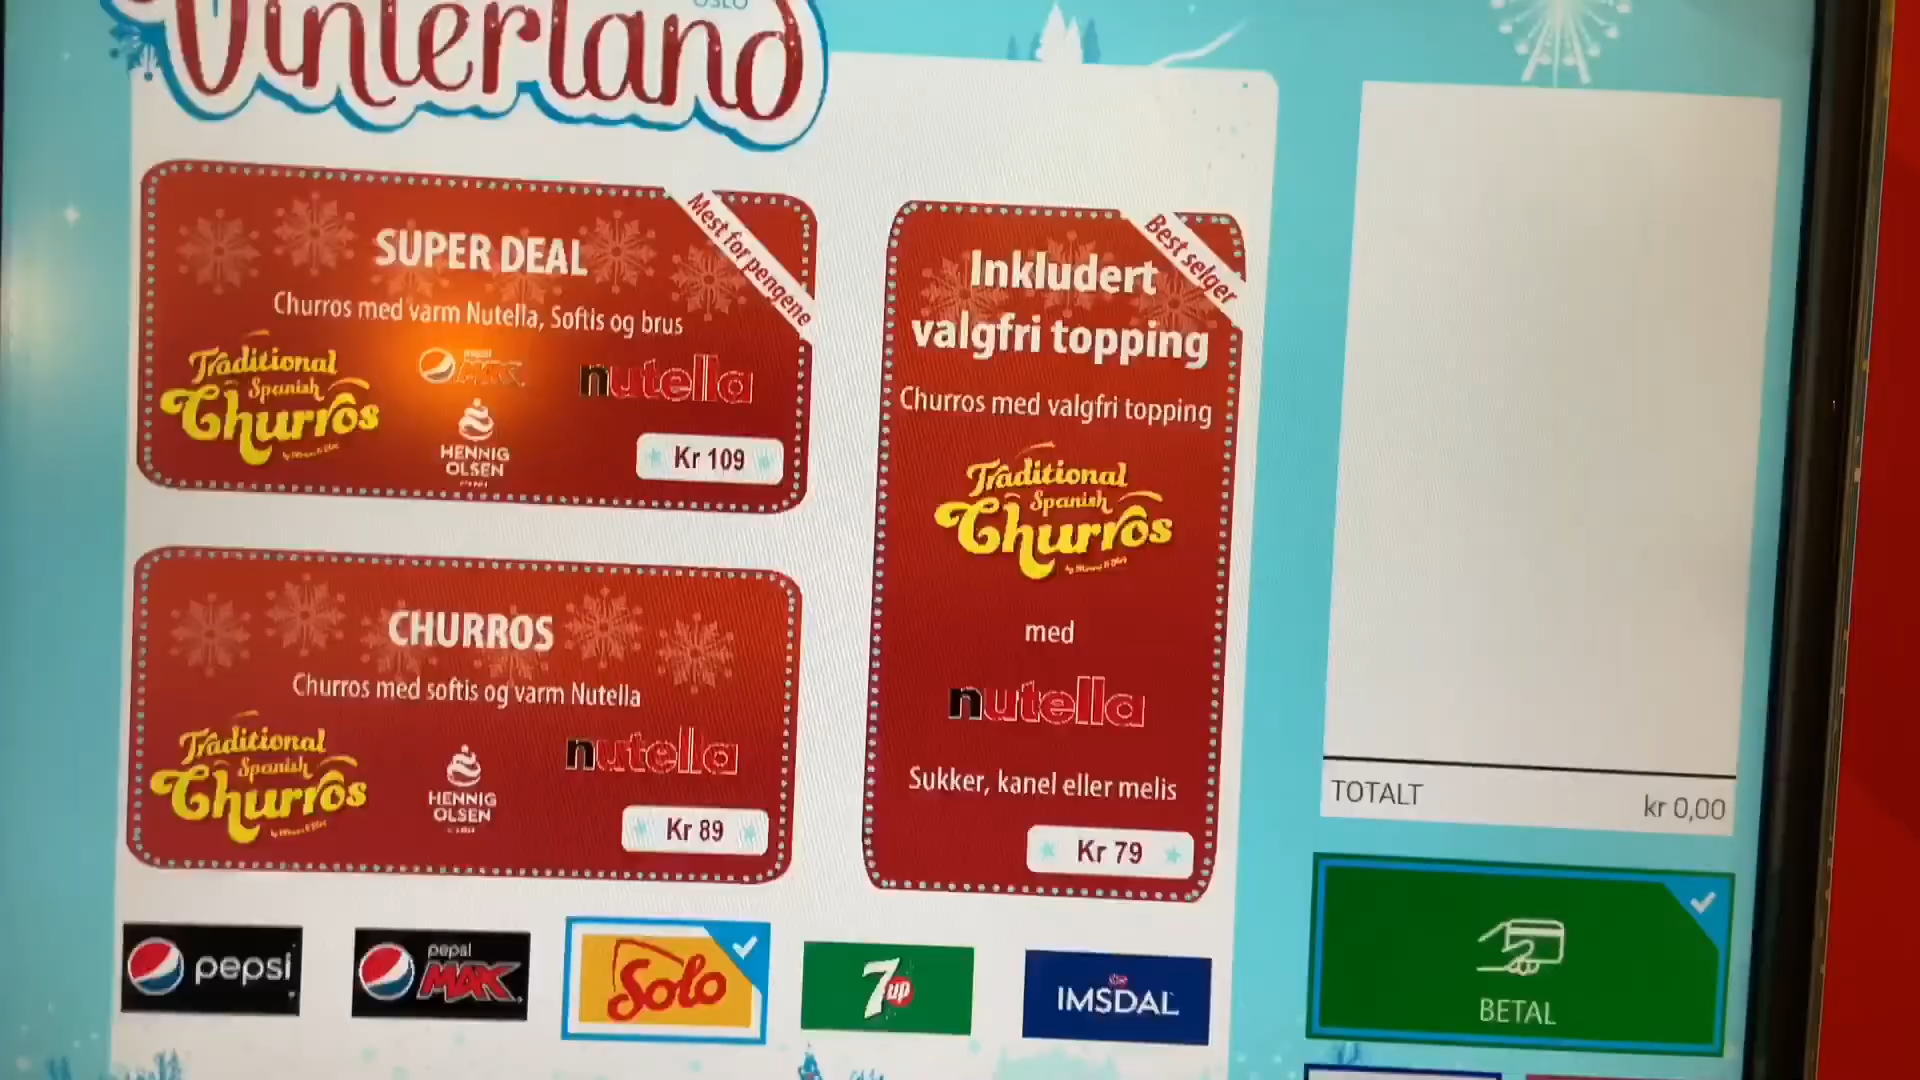 OSLO
Vinterland
SUPER DEAL
Mest for pengene
Churros med varm Nutella, Softis og brus
Traditional
Spanish
Churros
pepsi
MAX
nutella
HENNIG
OLSEN
Kr 109
CHURROS
Churros med softis og varm Nutella
Traditional
Spanish
Churros
HENNIG
OLSEN
nutella
Kr 89
Best selger
Inkludert
valgfri topping
Churros med valgfri topping
Traditional
Spanish
Churros
med
nutella
Sukker, kanel eller melis
Kr 79
pepsi
pepsi
MAX
Solo
7up
IMSDAL
TOTALT kr 0,00
BETAL